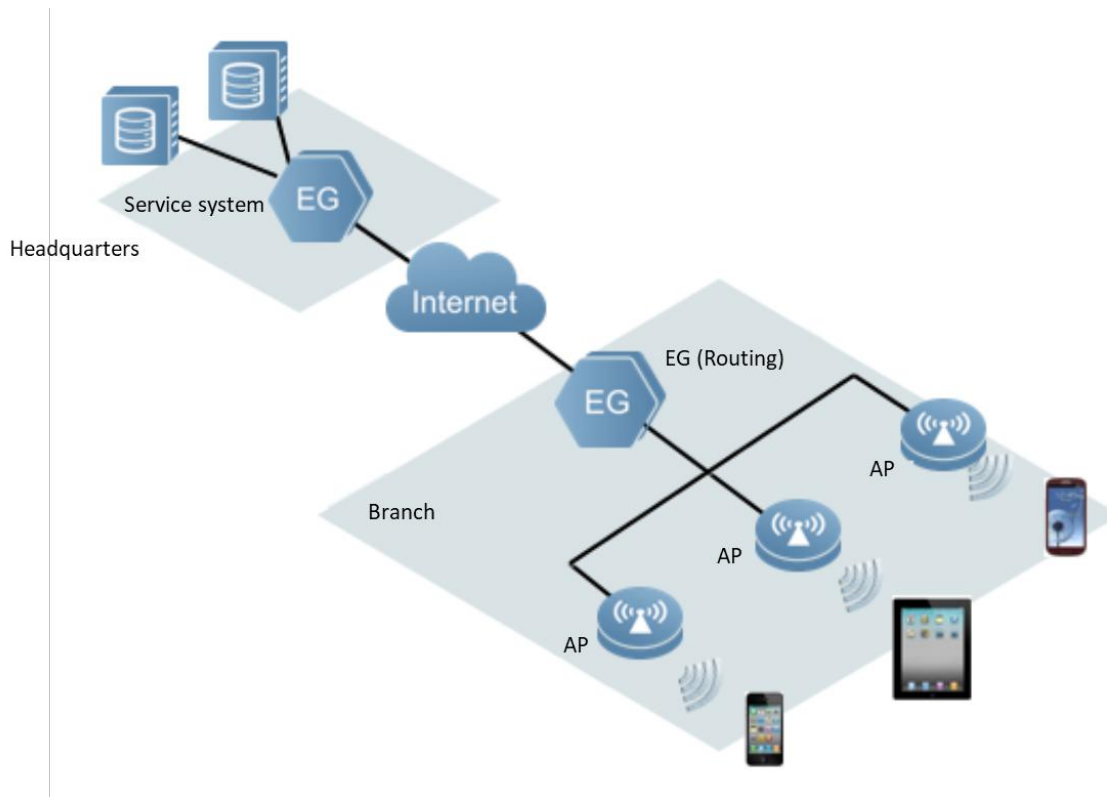 EG
Service system
Headquarters
Internet
EG (Routing)
EG
AP
Branch
AP
AP